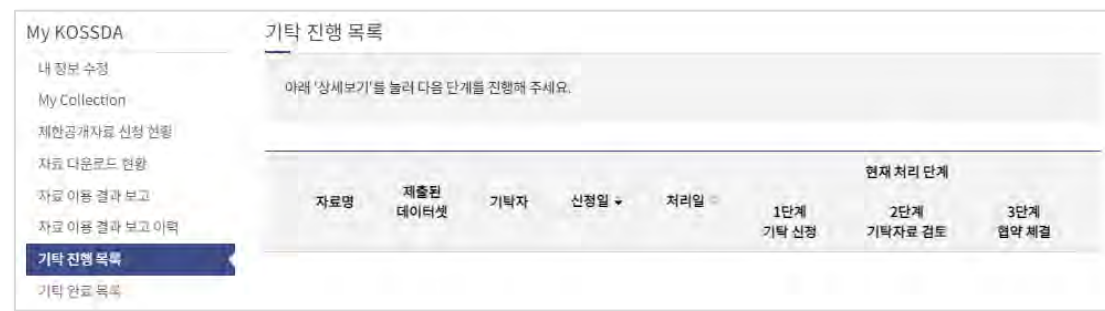 My KOSSDA
내 정보 수정
My Collection
제한공개자료 신청 현황
자료 다운로드 현황
자료 이용 결과 보고
자료 이용 결과 보고 이력
기탁 진행 목록
기탁 완료 목록
기탁 진행 목록
아래 '상세보기'를 눌러 다음 단계를 진행해 주세요.
현재 처리 단계
자료명
제출된
데이터셋
기탁자
신청일
처리일
1단계
기탁 신청
2단계
기탁자료 검토
3단계
협약 체결